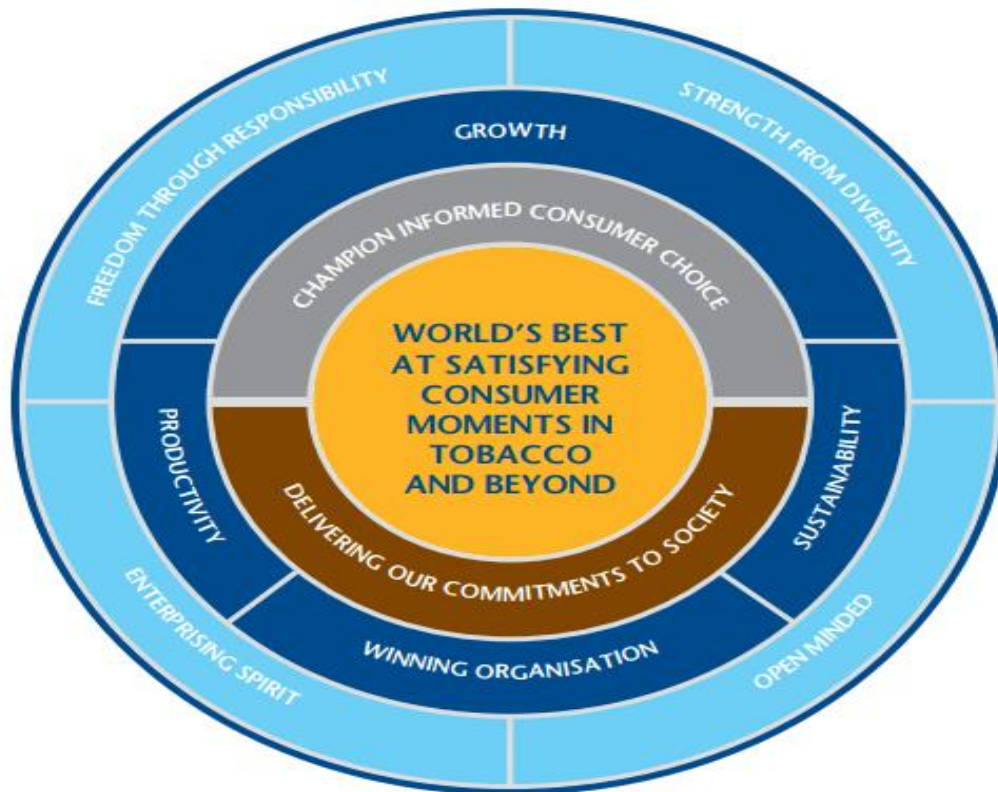 FREEDOM THROUGH RESPONSIBILITY
STRENGTH FROM DIVERSITY
GROWTH
CHAMPION INFORMED CONSUMER CHOICE
WORLD'S BEST
AT SATISFYING
CONSUMER
MOMENTS IN
TOBACCO
AND BEYOND
PRODUCTIVITY
SUSTAINABILITY
DELIVERING OUR COMMITMENTS TO SOCIETY
WINNING ORGANISATION
ENTERPRISING SPIRIT
OPEN MINDED